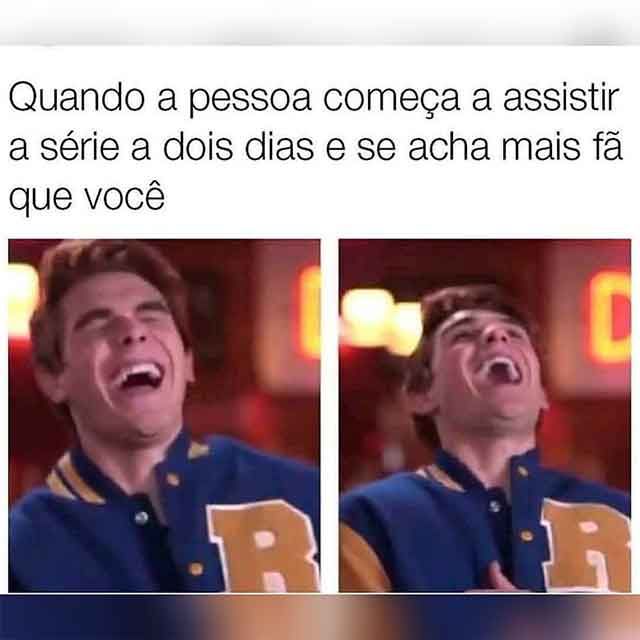 Quando a pessoa começa a assistir
a série a dois dias e se acha mais fã
que você
R
D
R